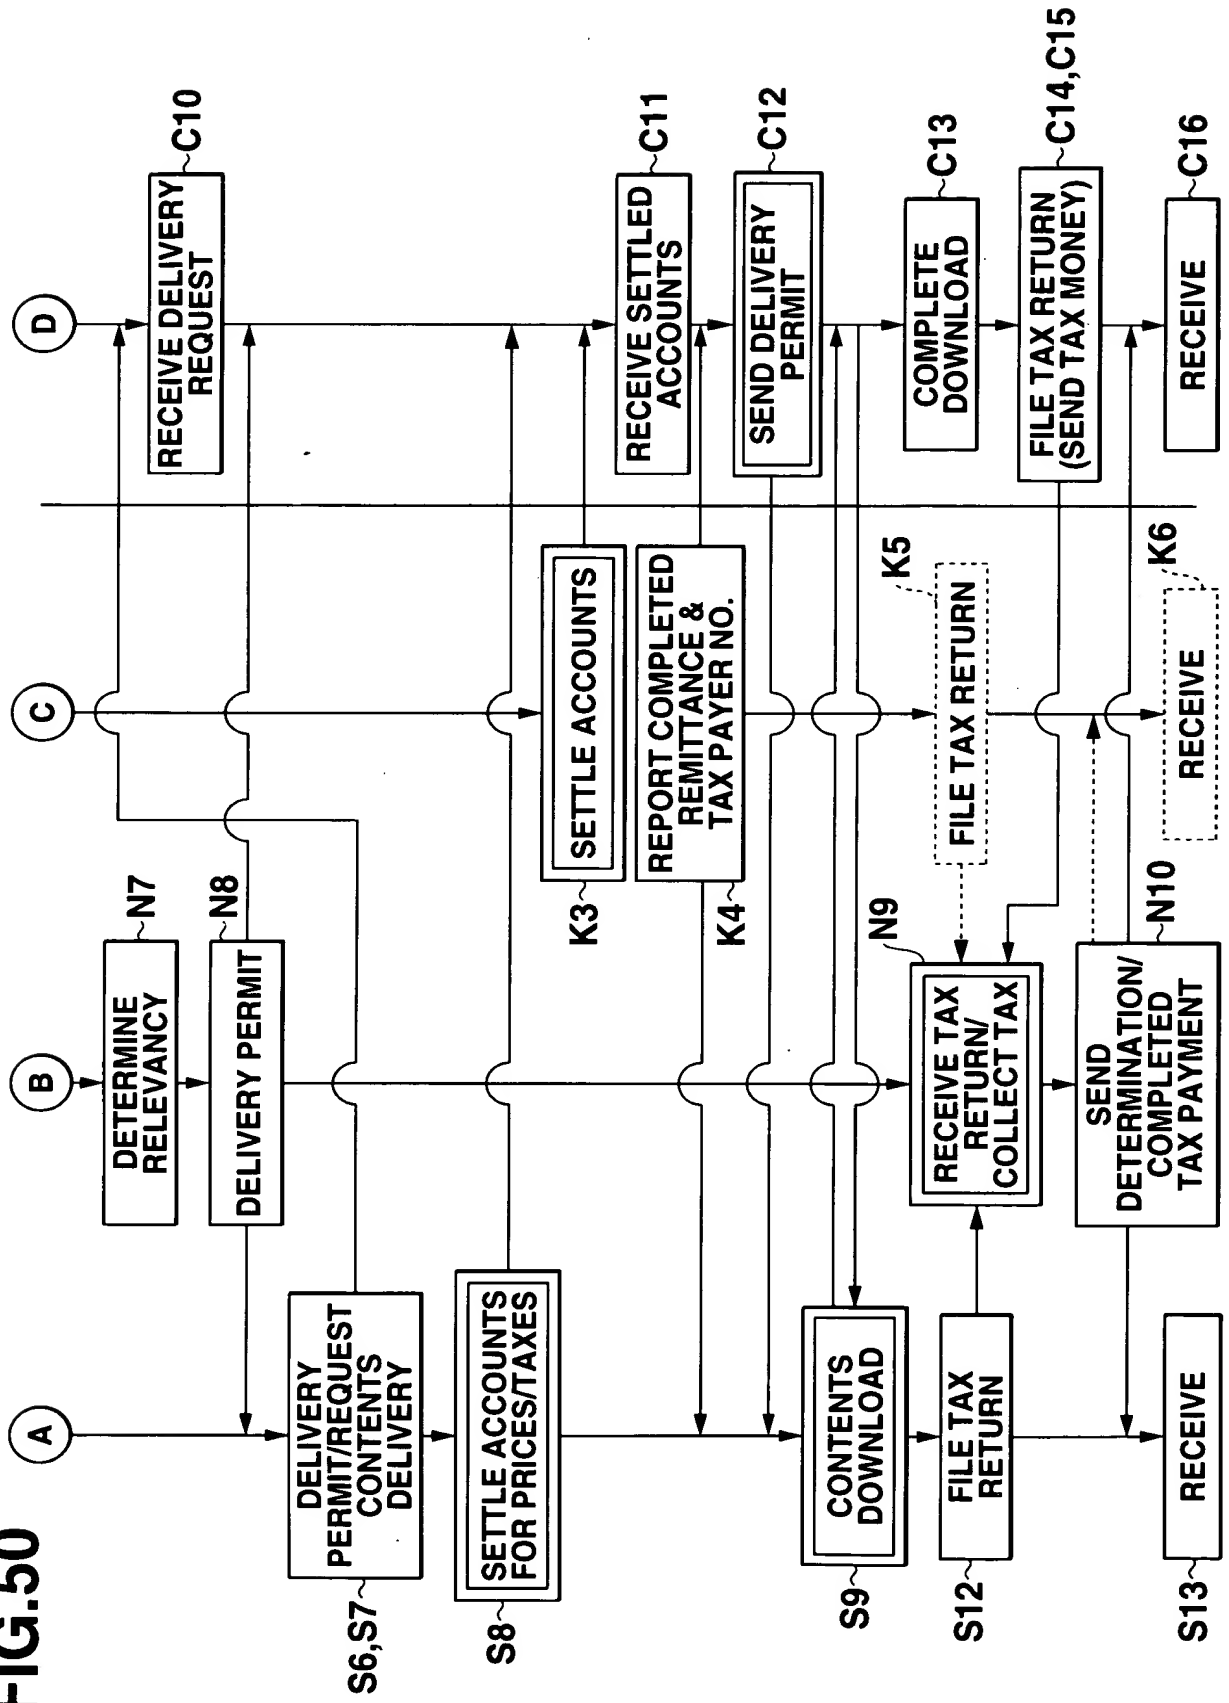 FIG.50
A
B
C
D
DETERMINE
RELEVANCY
N7
DELIVERY PERMIT
N8
RECEIVE DELIVERY
REQUEST
C10
DELIVERY
PERMIT/REQUEST
CONTENTS
DELIVERY
S6,S7
SETTLE ACCOUNTS
FOR PRICES/TAXES
S8
SETTLE ACCOUNTS
K3
REPORT COMPLETED
REMITTANCE &
TAX PAYER NO.
K4
RECEIVE SETTLED
ACCOUNTS
C11
SEND DELIVERY
PERMIT
C12
CONTENTS
DOWNLOAD
S9
COMPLETE
DOWNLOAD
C13
FILE TAX
RETURN
S12
RECEIVE TAX
RETURN/
COLLECT TAX
N9
FILE TAX RETURN
K5
FILE TAX RETURN
(SEND TAX MONEY)
C14,C15
SEND
DETERMINATION/
COMPLETED
TAX PAYMENT
N10
RECEIVE
S13
RECEIVE
K6
RECEIVE
C16